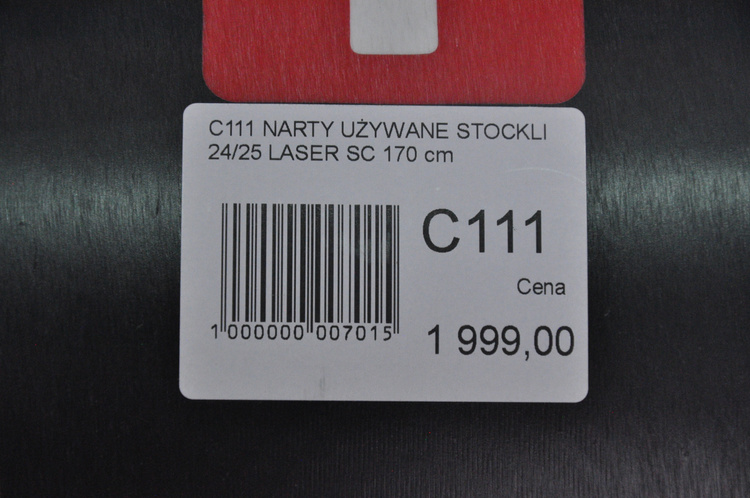 C111 NARTY UŻYWANE STOCKLI
24/25 LASER SC 170 cm
C111
Cena
1 000000 007015
1 999,00